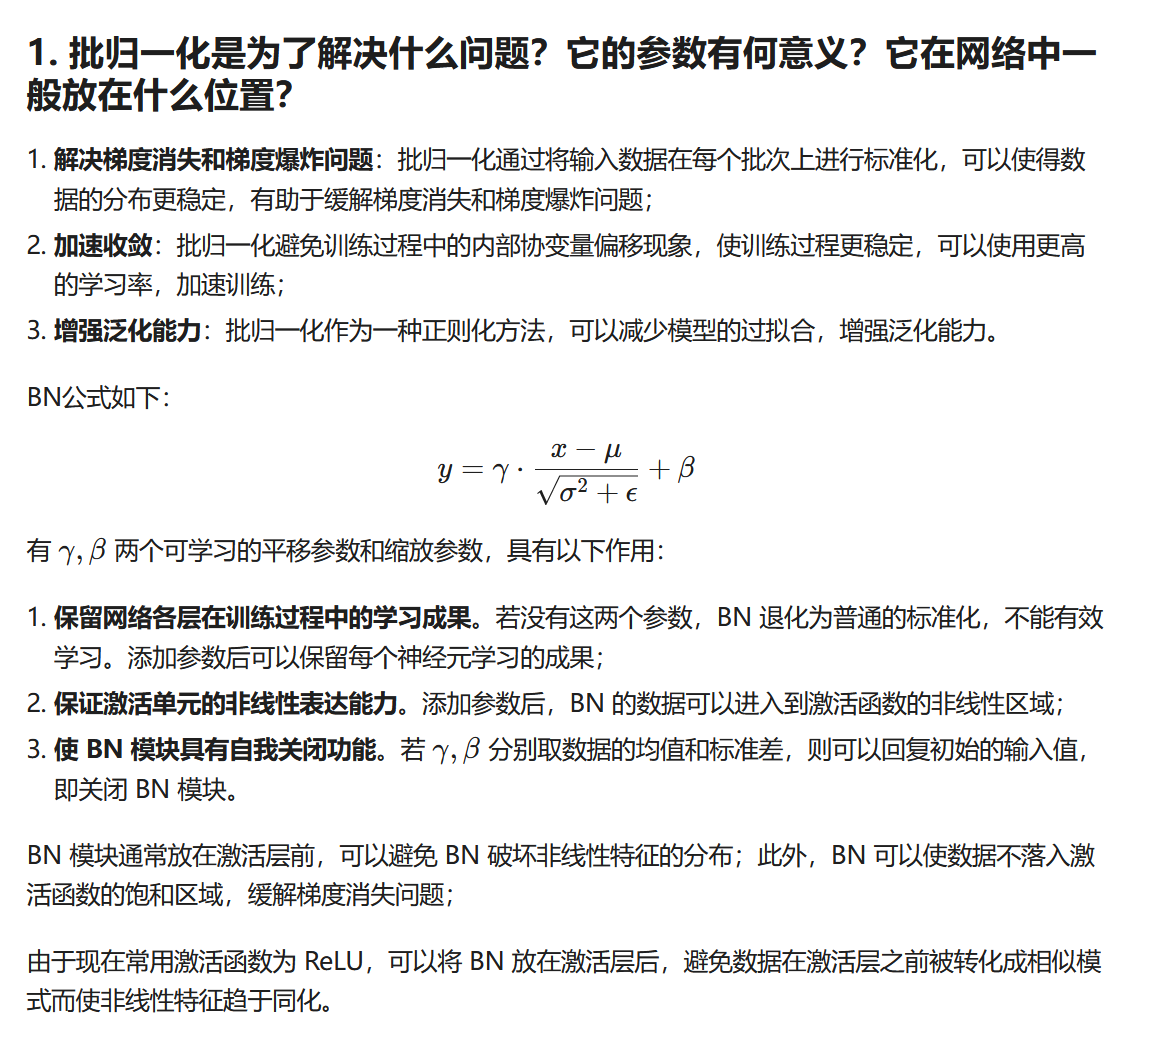 1. 批归一化是为了解决什么问题？它的参数有何意义？它在网络中一
般放在什么位置？
1. 解决梯度消失和梯度爆炸问题：批归一化通过将输入数据在每个批次上进行标准化，可以使得数
据的分布更稳定，有助于缓解梯度消失和梯度爆炸问题；
2. 加速收敛：批归一化避免训练过程中的内部协变量偏移现象，使训练过程更稳定，可以使用更高
的学习率，加速训练；
3. 增强泛化能力：批归一化作为一种正则化方法，可以减少模型的过拟合，增强泛化能力。
BN公式如下：
y = γ · \frac{x − μ}{\sqrt{σ² + ϵ}} + β
有 γ, β 两个可学习的平移参数和缩放参数，具有以下作用：
1. 保留网络各层在训练过程中的学习成果。若没有这两个参数，BN 退化为普通的标准化，不能有效
学习。添加参数后可以保留每个神经元学习的成果；
2. 保证激活单元的非线性表达能力。添加参数后，BN 的数据可以进入到激活函数的非线性区域；
3. 使 BN 模块具有自我关闭功能。若 γ, β 分别取数据的均值和标准差，则可以回复初始的输入值，
即关闭 BN 模块。
BN 模块通常放在激活层前，可以避免 BN 破坏非线性特征的分布；此外，BN 可以使数据不落入激
活函数的饱和区域，缓解梯度消失问题；
由于现在常用激活函数为 ReLU，可以将 BN 放在激活层后，避免数据在激活层之前被转化成相似模
式而使非线性特征趋于同化。